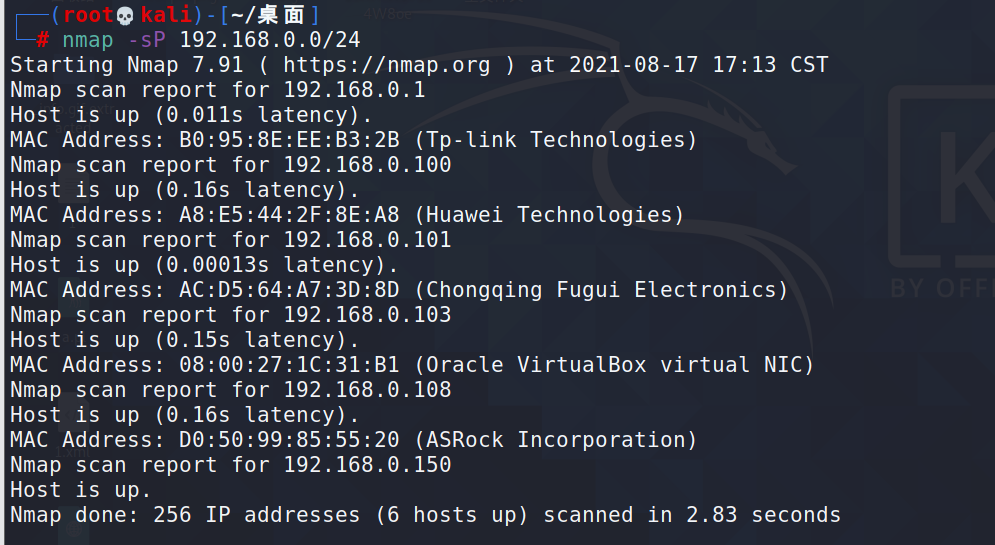 ┌──(root💀kali)-[~/桌面]
└─# nmap -sP 192.168.0.0/24
Starting Nmap 7.91 ( https://nmap.org ) at 2021-08-17 17:13 CST
Nmap scan report for 192.168.0.1
Host is up (0.011s latency).
MAC Address: B0:95:8E:EE:B3:2B (Tp-link Technologies)
Nmap scan report for 192.168.0.100
Host is up (0.16s latency).
MAC Address: A8:E5:44:2F:8E:A8 (Huawei Technologies)
Nmap scan report for 192.168.0.101
Host is up (0.00013s latency).
MAC Address: AC:D5:64:A7:3D:8D (Chongqing Fugui Electronics)
Nmap scan report for 192.168.0.103
Host is up (0.15s latency).
MAC Address: 08:00:27:1C:31:B1 (Oracle VirtualBox virtual NIC)
Nmap scan report for 192.168.0.108
Host is up (0.16s latency).
MAC Address: D0:50:99:85:55:20 (ASRock Incorporation)
Nmap scan report for 192.168.0.150
Host is up.
Nmap done: 256 IP addresses (6 hosts up) scanned in 2.83 seconds
K
BY OFF